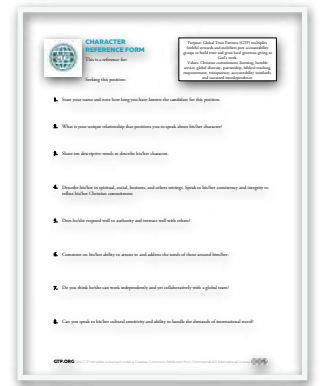 CHARACTER
REFERENCE FORM
This is a reference for:
Seeking this position:
Purpose: Global Trust Partners (GTP) multiplies
faithful stewards and mobilizes peer accountability
groups to build trust and grow local generous giving to
God's work.
Values: Christian commitment, listening, humble
service, global diversity, partnership, biblical teaching,
empowerment, transparency, accountability standards,
and sustained interdependence
1. State your name and note how long you have known the candidate for this position.
2. What is your unique relationship that positions you to speak about his/her character?
3. Share ten descriptive words to describe his/her character.
4. Describe his/her in spiritual, social, business, and others settings. Speak to his/her consistency and integrity to
reflect his/her Christian commitment.
5. Does he/she respond well to authority and interact well with others?
6. Comment on his/her ability to attune to and address the needs of those around him/her.
7. Do you think he/she can work independently and yet collaboratively with a global team?
8. Can you speak to his/her cultural sensitivity and ability to handle the demands of international travel?
GTP.ORG